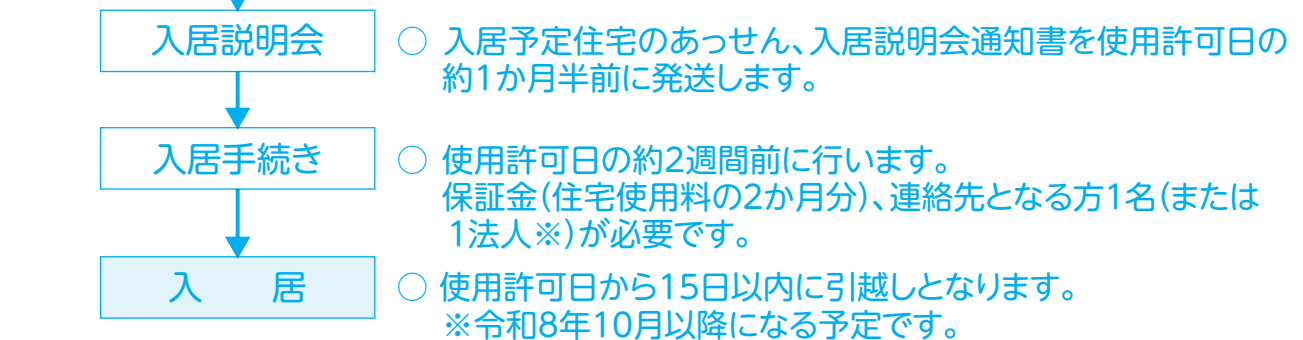 入居説明会
○ 入居予定住宅のあっせん、入居説明会通知書を使用許可日の
約1か月半前に発送します。
入居手続き
○ 使用許可日の約2週間前に行います。
保証金(住宅使用料の2か月分)、連絡先となる方1名(または
1法人※)が必要です。
入　居
○ 使用許可日から15日以内に引越しとなります。
※令和8年10月以降になる予定です。